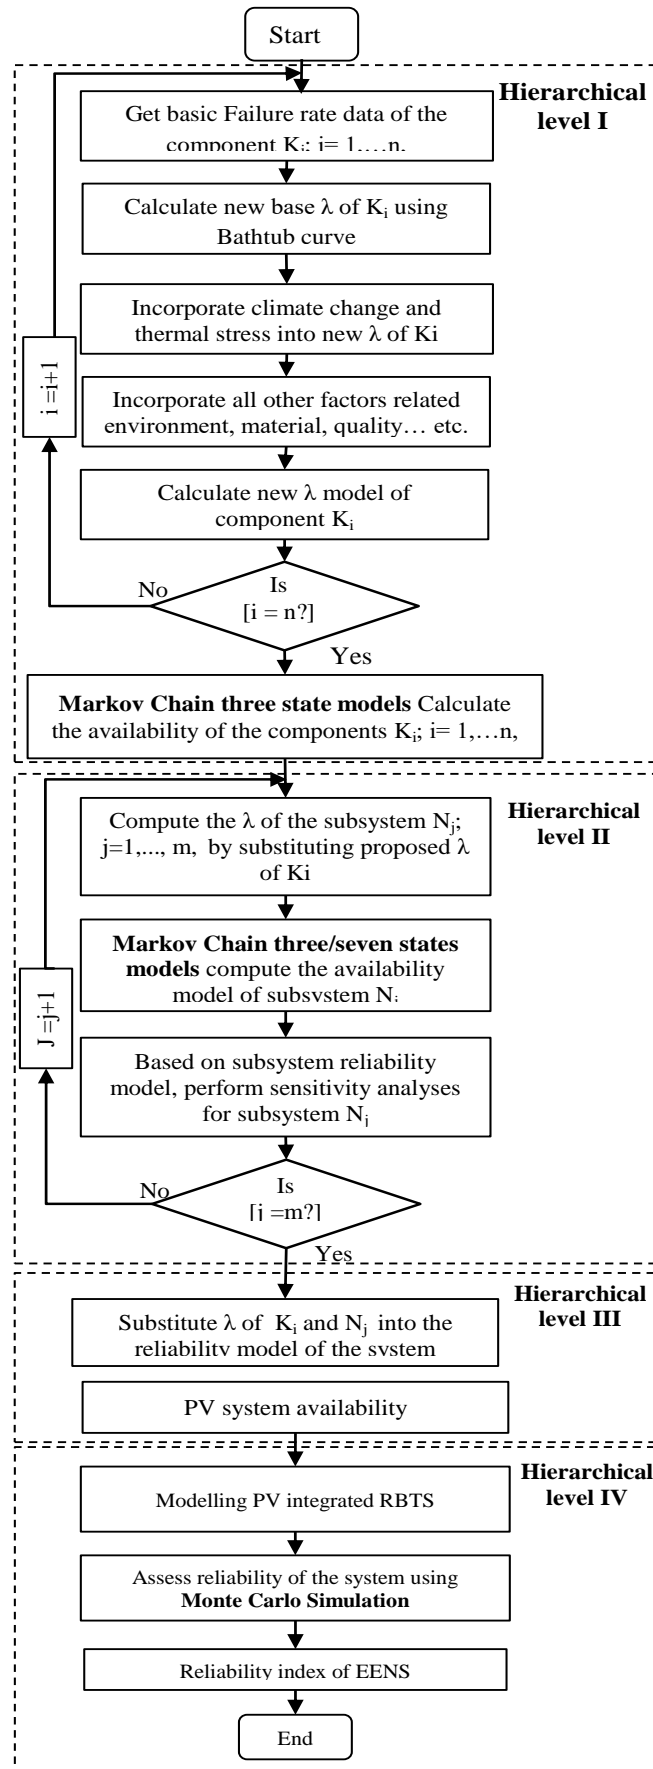 Start
Hierarchical
level I
Get basic Failure rate data of the
component Ki; i= 1,…n,
Calculate new base λ of Ki using
Bathtub curve
Incorporate climate change and
thermal stress into new λ of Ki
i =i+1
Incorporate all other factors related
environment, material, quality… etc.
Calculate new λ model of
component Ki
No
Is
[i = n?]
Yes
Markov Chain three state models Calculate
the availability of the components Ki; i= 1,…n,
Hierarchical
level II
Compute the λ of the subsystem Nj;
j=1,..., m, by substituting proposed λ
of Ki
Markov Chain three/seven states
models compute the availability
model of subsystem Nj
J =j+1
Based on subsystem reliability
model, perform sensitivity analyses
for subsystem Nj
No
Is
[j =m?]
Yes
Hierarchical
level III
Substitute λ of Ki and Nj into the
reliability model of the system
PV system availability
Hierarchical
level IV
Modelling PV integrated RBTS
Assess reliability of the system using
Monte Carlo Simulation
Reliability index of EENS
End